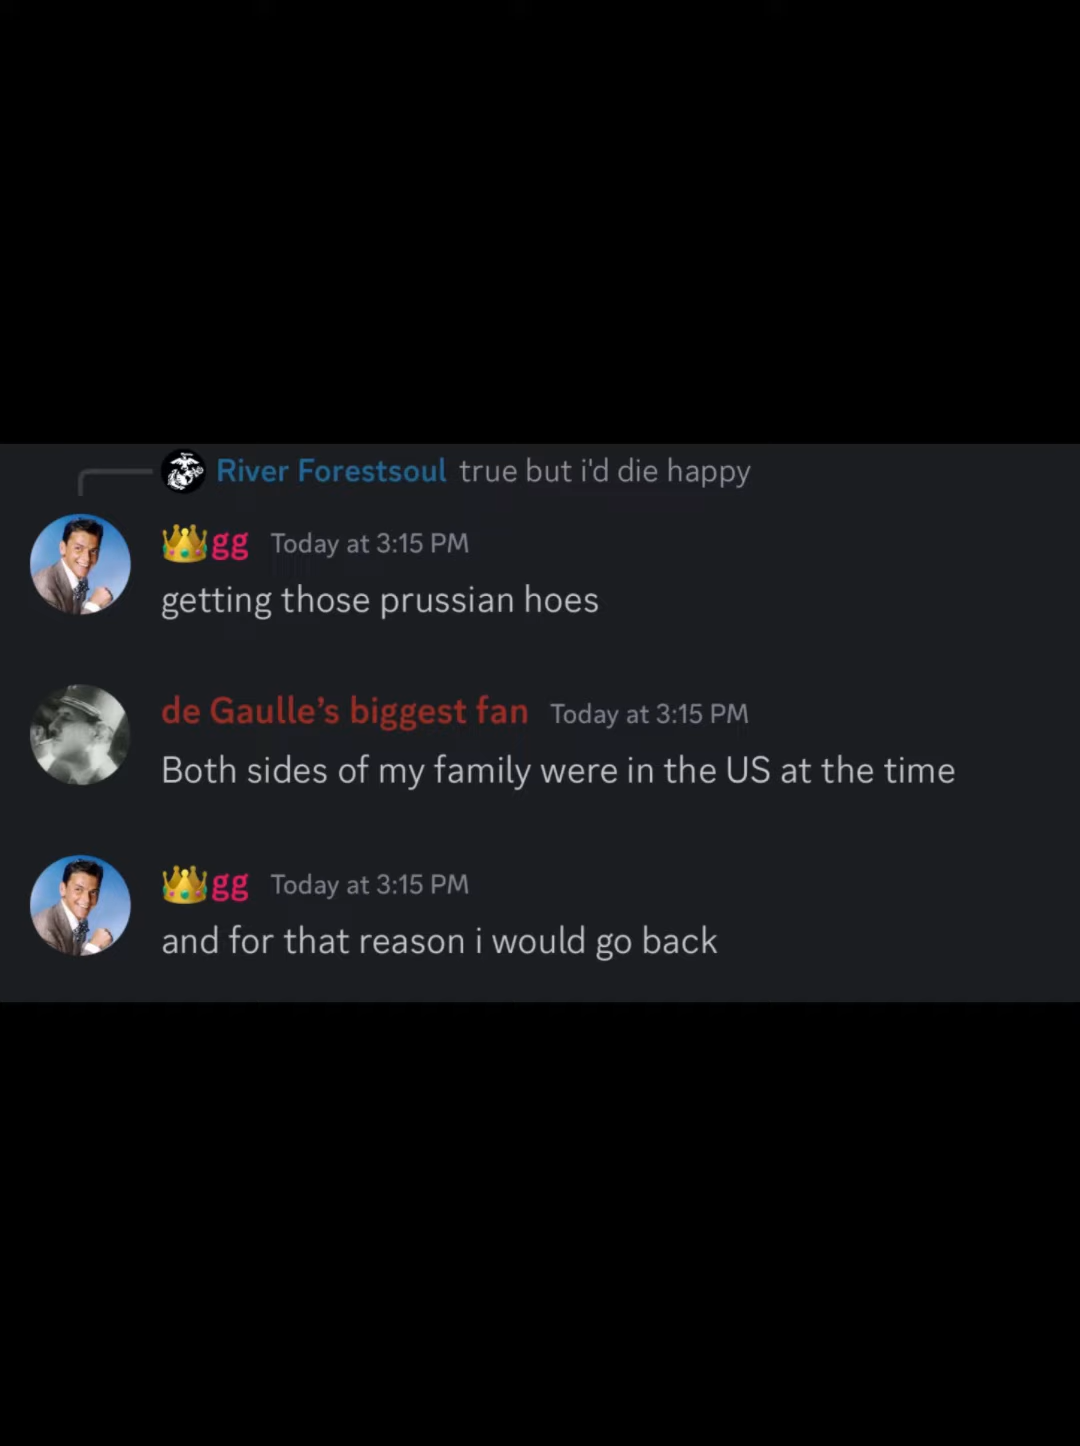 River Forestsoul true but i'd die happy
👑gg Today at 3:15 PM
getting those prussian hoes
de Gaulle’s biggest fan Today at 3:15 PM
Both sides of my family were in the US at the time
👑gg Today at 3:15 PM
and for that reason i would go back